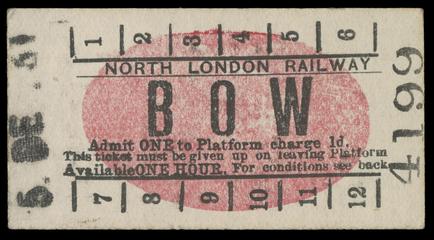 1 2 3 4 5 6
NORTH LONDON RAILWAY
BOW
Admit ONE to Platform charge 1d.
This ticket must be given up on leaving Platform
Available ONE HOUR. For conditions see back
7 8 9 10 11 12
4199
5. DE. 41